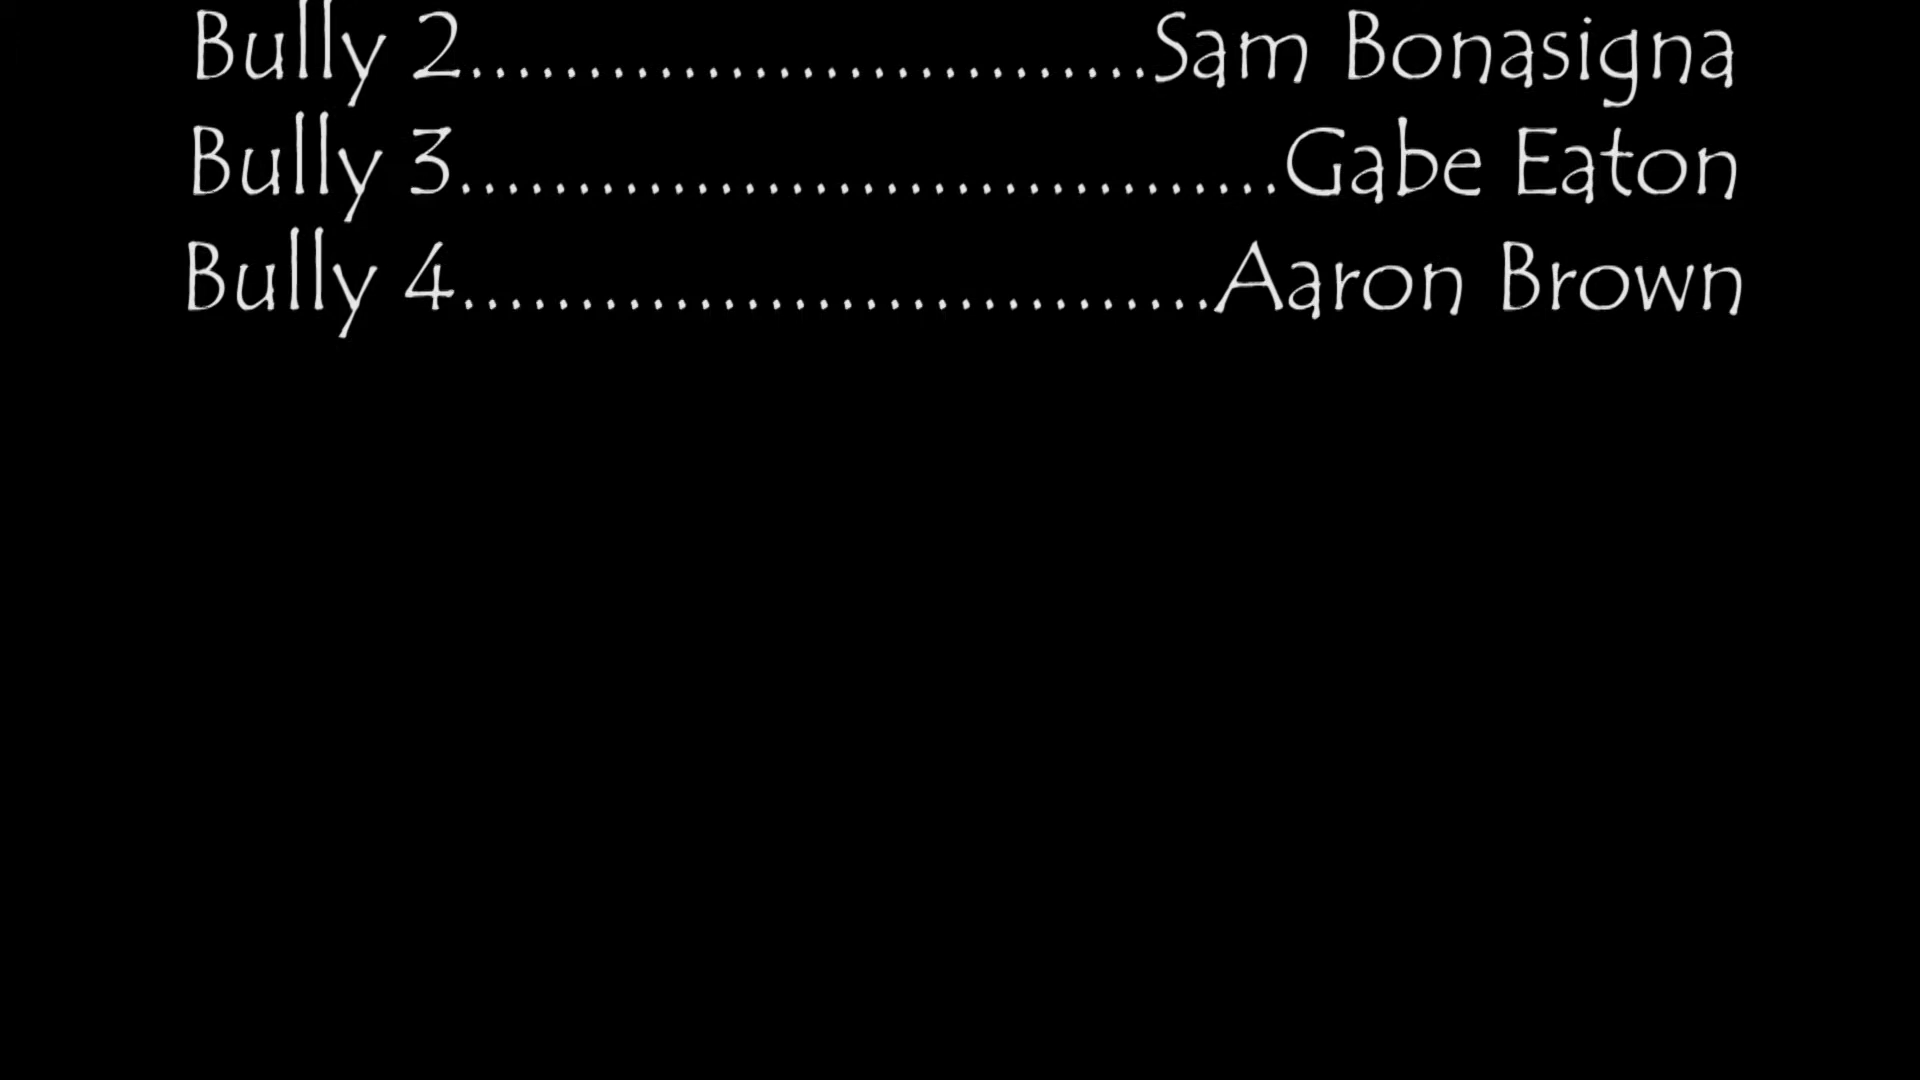 Bully 2.............................Sam Bonasigna
Bully 3...................................Gabe Eaton
Bully 4................................Aaron Brown